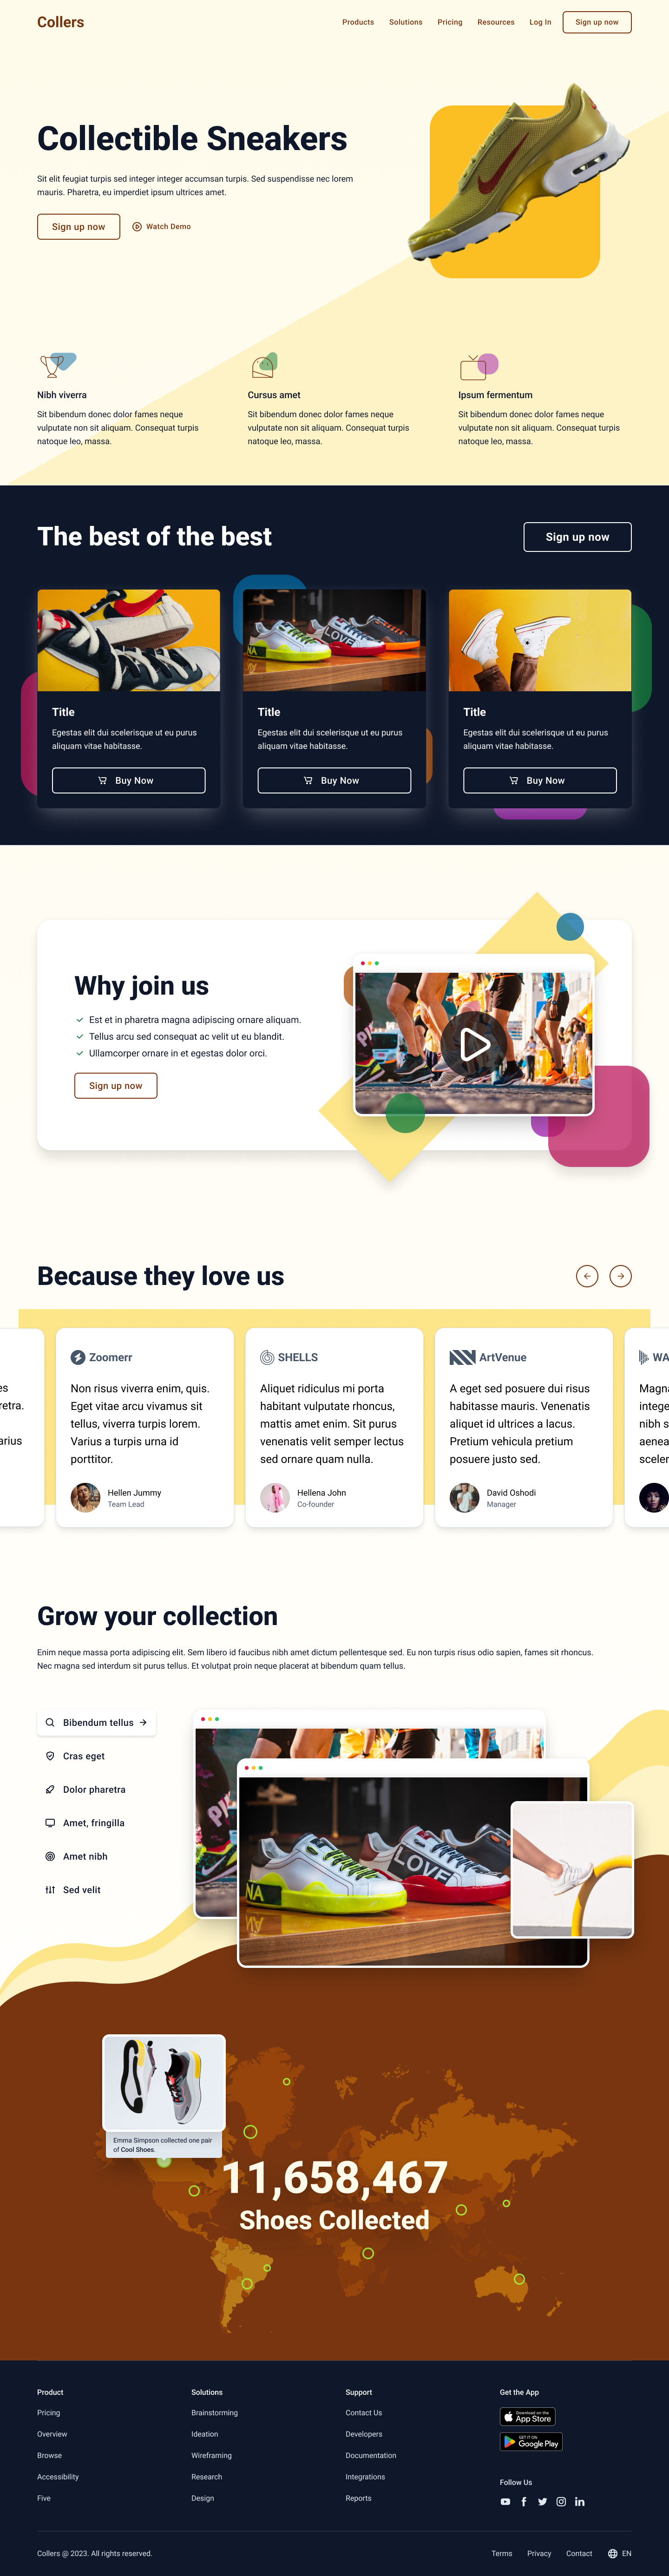 Collers
Products
Solutions
Pricing
Resources
Log In
Sign up now
Collectible Sneakers
Sit elit feugiat turpis sed integer integer accumsan turpis. Sed suspendisse nec lorem
mauris. Pharetra, eu imperdiet ipsum ultrices amet.
Sign up now
Watch Demo
Nibh viverra
Sit bibendum donec dolor fames neque
vulputate non sit aliquam. Consequat turpis
natoque leo, massa.
Cursus amet
Sit bibendum donec dolor fames neque
vulputate non sit aliquam. Consequat turpis
natoque leo, massa.
Ipsum fermentum
Sit bibendum donec dolor fames neque
vulputate non sit aliquam. Consequat turpis
natoque leo, massa.
The best of the best
Sign up now
Title
Egestas elit dui scelerisque ut eu purus
aliquam vitae habitasse.
Buy Now
LOVE
Title
Egestas elit dui scelerisque ut eu purus
aliquam vitae habitasse.
Buy Now
Title
Egestas elit dui scelerisque ut eu purus
aliquam vitae habitasse.
Buy Now
Why join us
Est et in pharetra magna adipiscing ornare aliquam.
Tellus arcu sed consequat ac velit ut eu blandit.
Ullamcorper ornare in et egestas dolor orci.
Sign up now
Because they love us
es
retra.
arius
Zoomerr
Non risus viverra enim, quis.
Eget vitae arcu vivamus sit
tellus, viverra turpis lorem.
Varius a turpis urna id
porttitor.
Hellen Jummy
Team Lead
SHELLS
Aliquet ridiculus mi porta
habitant vulputate rhoncus,
mattis amet enim. Sit purus
venenatis velit semper lectus
sed ornare quam nulla.
Hellena John
Co-founder
ArtVenue
A eget sed posuere dui risus
habitasse mauris. Venenatis
aliquet id ultrices a lacus.
Pretium vehicula pretium
posuere justo sed.
David Oshodi
Manager
WA
Magna
intege
nibh s
aenea
sceler
Grow your collection
Enim neque massa porta adipiscing elit. Sem libero id faucibus nibh amet dictum pellentesque sed. Eu non turpis risus odio sapien, fames sit rhoncus.
Nec magna sed interdum sit purus tellus. Et volutpat proin neque placerat at bibendum quam tellus.
Bibendum tellus
Cras eget
Dolor pharetra
Amet, fringilla
Amet nibh
Sed velit
NA
LOVE
Emma Simpson collected one pair
of Cool Shoes.
11,658,467
Shoes Collected
Product
Pricing
Overview
Browse
Accessibility
Five
Solutions
Brainstorming
Ideation
Wireframing
Research
Design
Support
Contact Us
Developers
Documentation
Integrations
Reports
Get the App
Download on the
App Store
GET IT ON
Google Play
Follow Us
Collers @ 2023. All rights reserved.
Terms
Privacy
Contact
EN